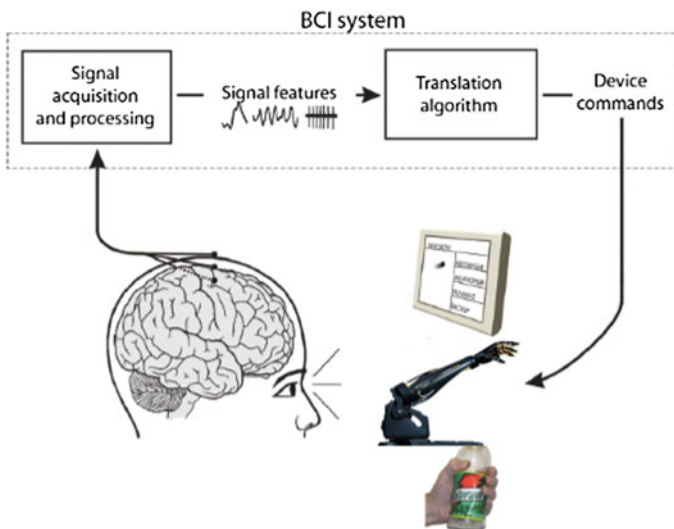 BCI system
Signal
acquisition
and processing
Signal features
Translation
algorithm
Device
commands